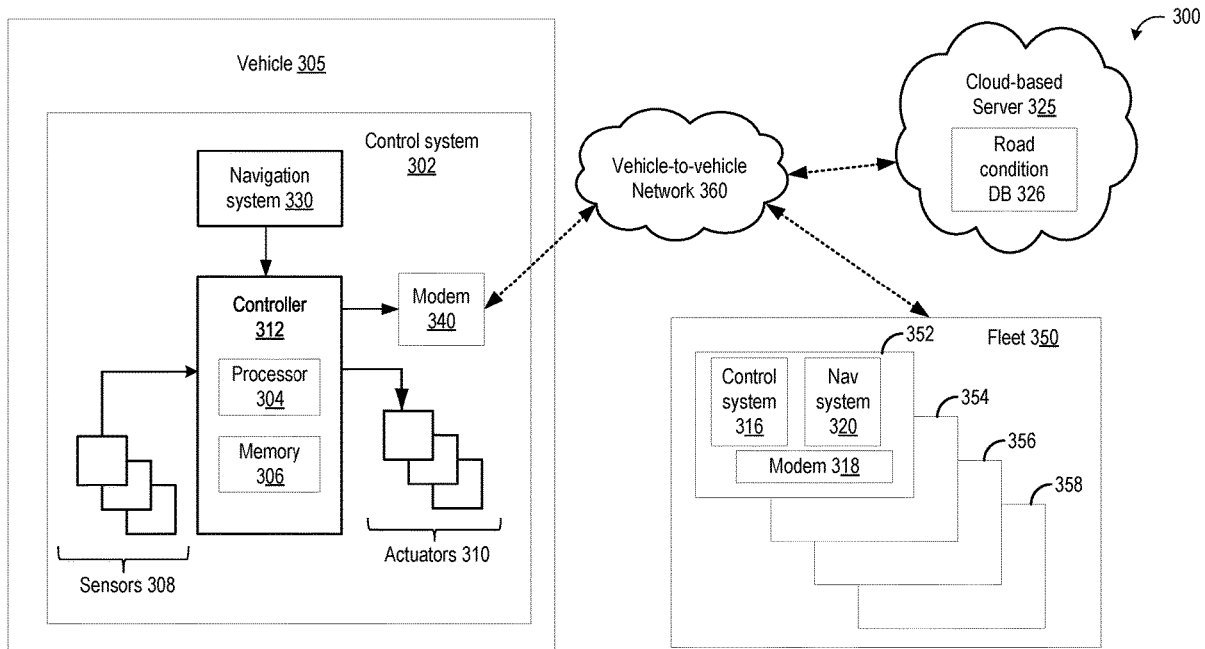 300
Vehicle 305
Control system
302
Navigation
system 330
Controller
312
Processor
304
Memory
306
Sensors 308
Modem
340
Actuators 310
Vehicle-to-vehicle
Network 360
Cloud-based
Server 325
Road
condition
DB 326
Fleet 350
352
Control
system
316
Nav
system
320
Modem 318
354
356
358